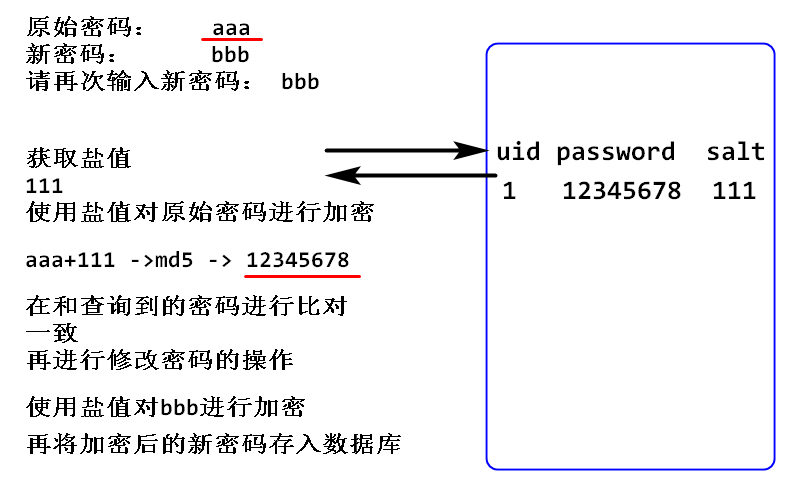 原始密码： aaa
新密码： bbb
请再次输入新密码： bbb
获取盐值
111
使用盐值对原始密码进行加密
aaa+111 ->md5 -> 12345678
在和查询到的密码进行比对
一致
再进行修改密码的操作
使用盐值对bbb进行加密
再将加密后的新密码存入数据库
uid password salt
1 12345678 111